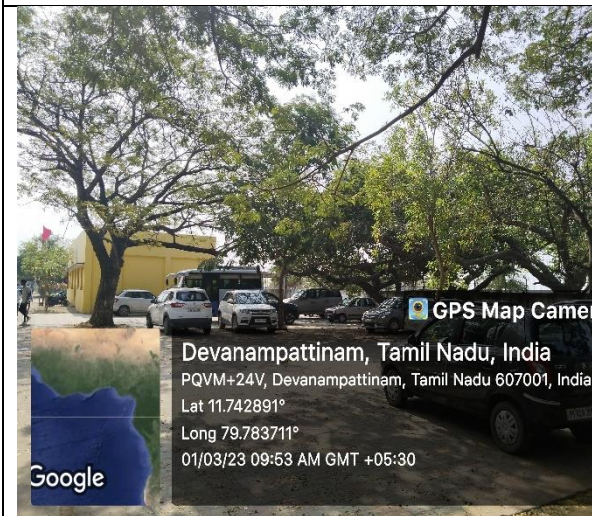 GPS Map Camer
Devanampattinam, Tamil Nadu, India
PQVM+24V, Devanampattinam, Tamil Nadu 607001, India
Lat 11.742891°
Long 79.783711°
01/03/23 09:53 AM GMT +05:30
Google